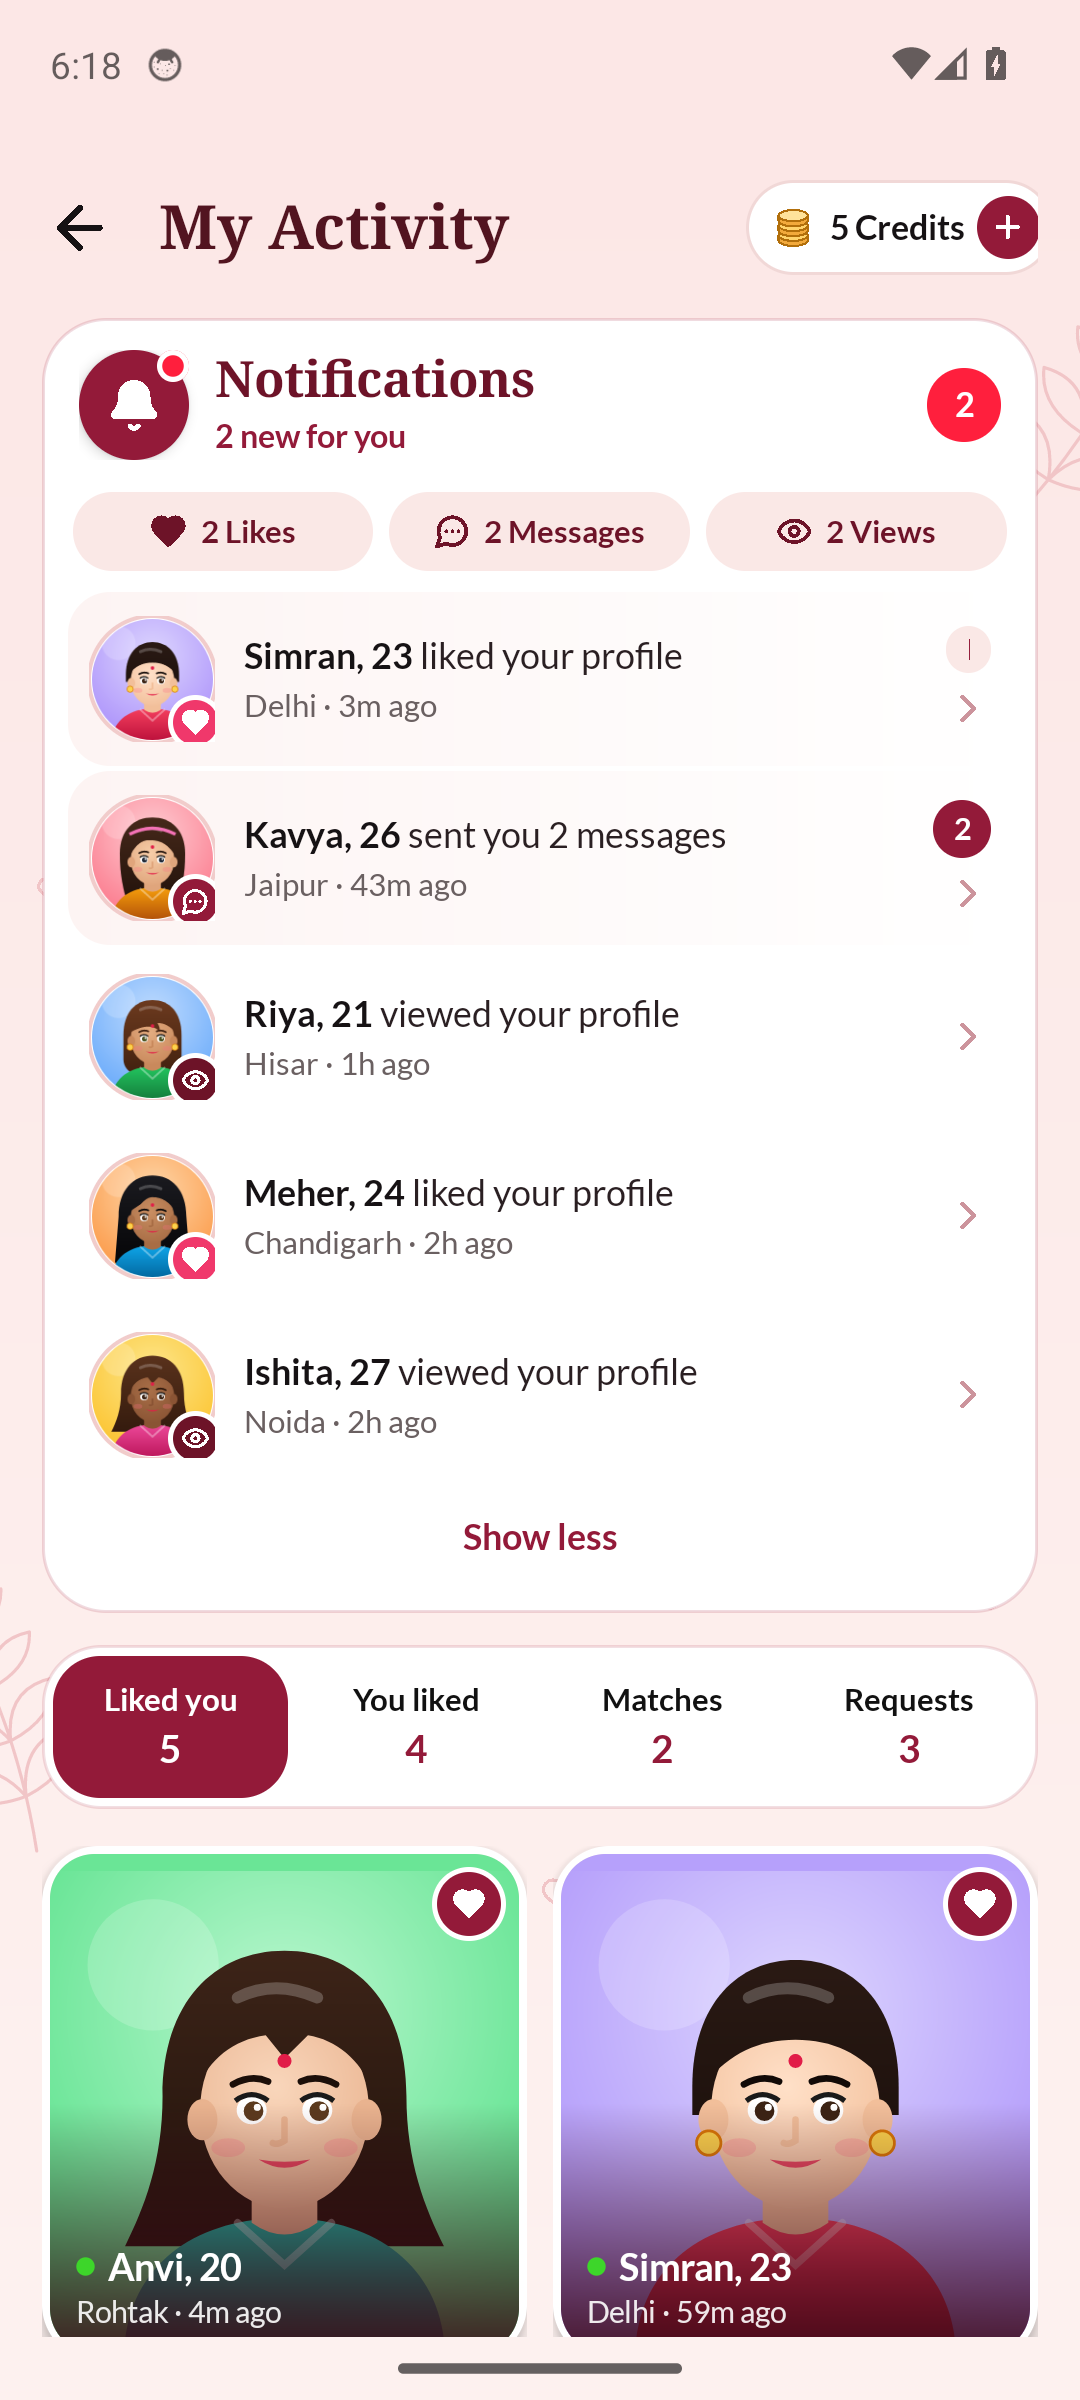 6:18
My Activity
5 Credits
Notifications
2 new for you
2
2 Likes
2 Messages
2 Views
Simran, 23 liked your profile
Delhi · 3m ago
Kavya, 26 sent you 2 messages
Jaipur · 43m ago
2
Riya, 21 viewed your profile
Hisar · 1h ago
Meher, 24 liked your profile
Chandigarh · 2h ago
Ishita, 27 viewed your profile
Noida · 2h ago
Show less
Liked you
5
You liked
4
Matches
2
Requests
3
Anvi, 20
Rohtak · 4m ago
Simran, 23
Delhi · 59m ago